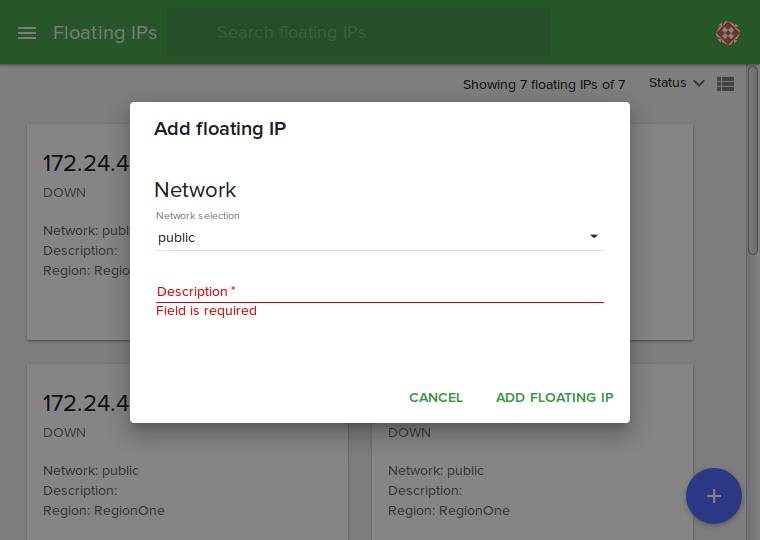 Floating IPs
Search floating IPs
Showing 7 floating IPs of 7
Status
172.24.4
DOWN
Network: publ
Description:
Region: Regio
Add floating IP
Network
Network selection
public
Description *
Field is required
CANCEL
ADD FLOATING IP
172.24.4
DOWN
Network: public
Description:
Region: RegionOne
DOWN
Network: public
Description:
Region: RegionOne